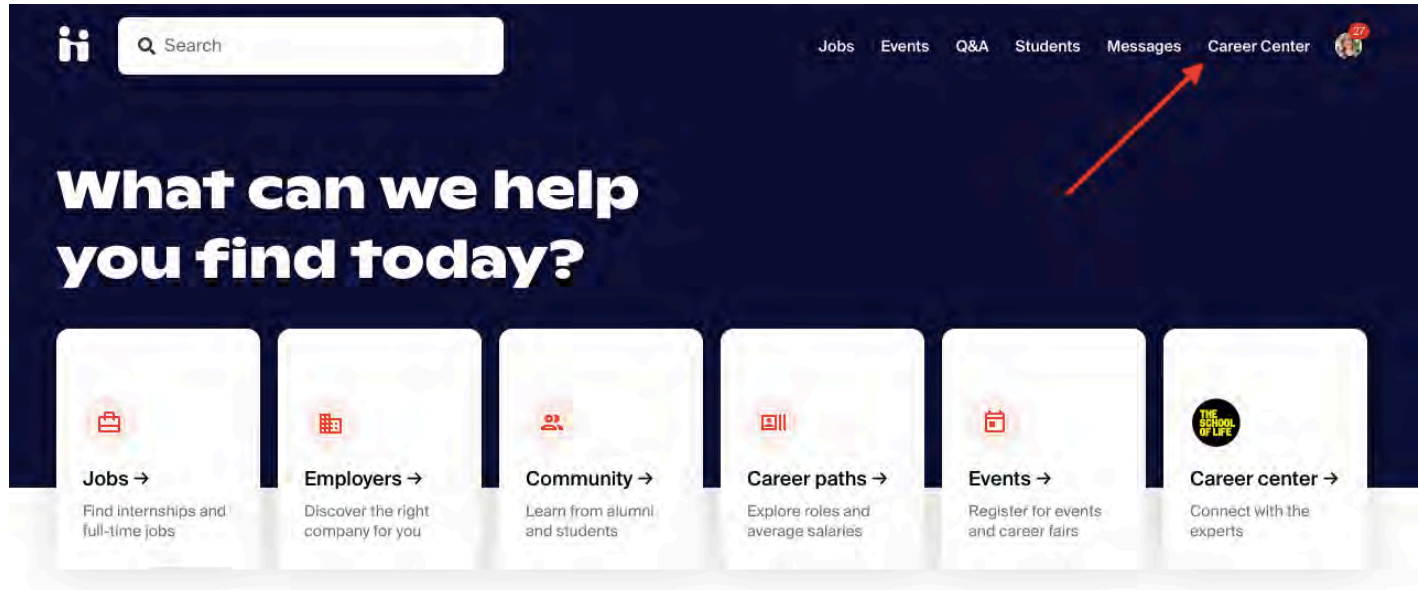 Search
Jobs Events Q&A Students Messages Career Center 27
What can we help
you find today?
Jobs →
Find internships and
full-time jobs
Employers →
Discover the right
company for you
Community →
Learn from alumni
and students
Career paths →
Explore roles and
average salaries
Events →
Register for events
and career fairs
THE
SCHOOL
OF LIFE
Career center →
Connect with the
experts